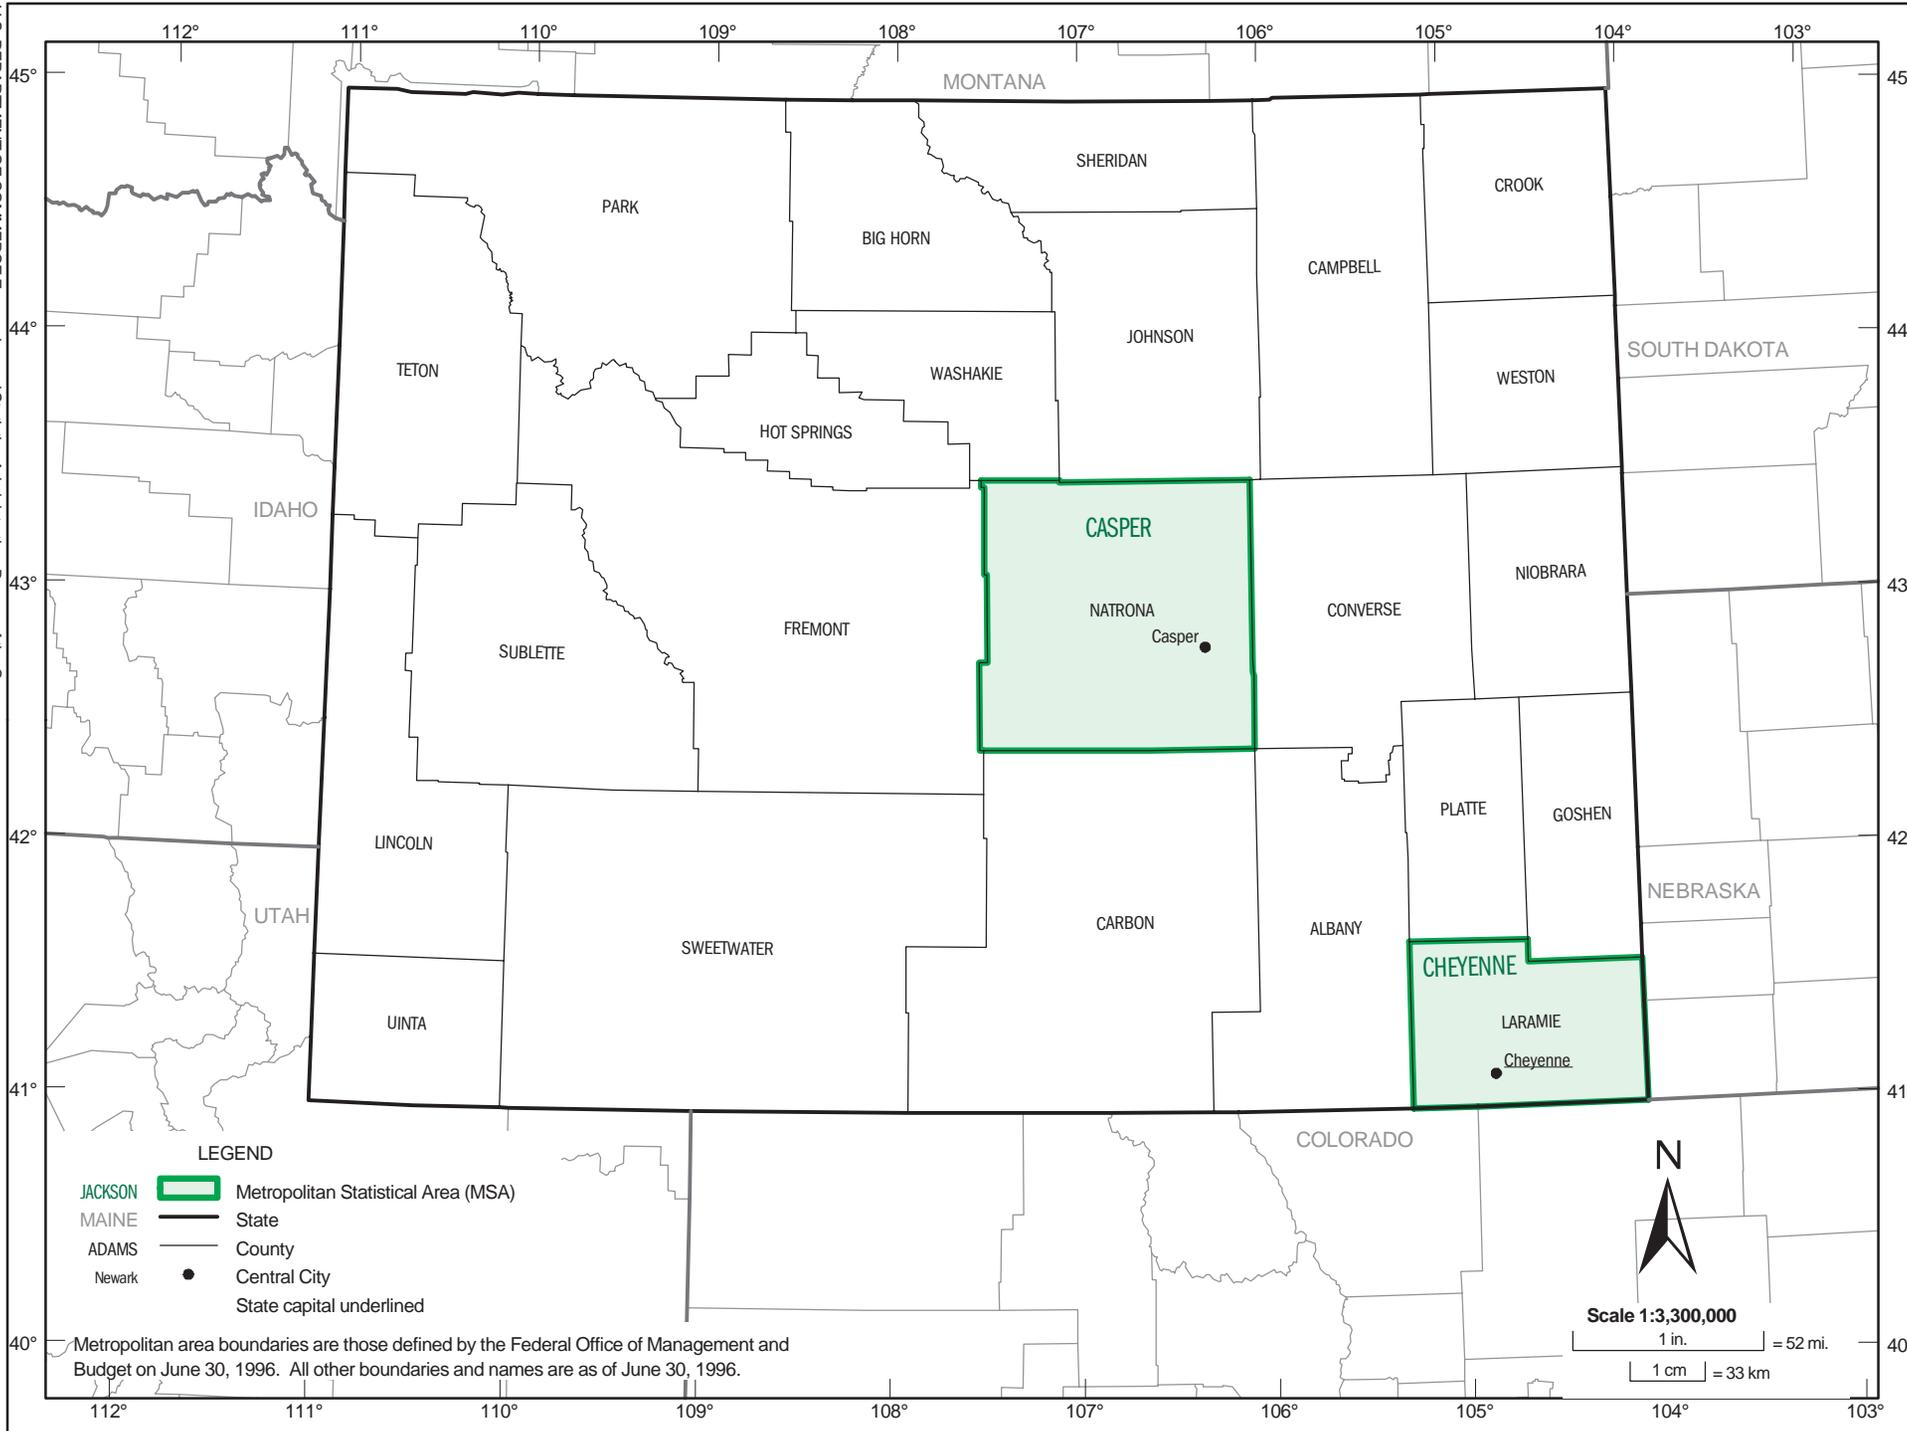 112° 111° 110° 109° 108° 107° 106° 105° 104° 103°
45° 45
MONTANA
SHERIDAN
CROOK
PARK
BIG HORN
CAMPBELL
44° 44
JOHNSON
SOUTH DAKOTA
TETON
WASHAKIE
WESTON
HOT SPRINGS
IDAHO
CASPER
43° 43
NIOBRARA
NATRONA
CONVERSE
FREMONT
Casper
SUBLETTE
PLATTE
GOSHEN
42° 42
LINCOLN
NEBRASKA
UTAH
CARBON
ALBANY
SWEETWATER
CHEYENNE
UINTA
LARAMIE
Cheyenne
41° 41
COLORADO
LEGEND
N
JACKSON Metropolitan Statistical Area (MSA)
MAINE State
ADAMS County
Newark Central City
State capital underlined
Scale 1:3,300,000
1 in. = 52 mi.
1 cm = 33 km
40° 40
Metropolitan area boundaries are those defined by the Federal Office of Management and
Budget on June 30, 1996. All other boundaries and names are as of June 30, 1996.
112° 111° 110° 109° 108° 107° 106° 105° 104° 103°